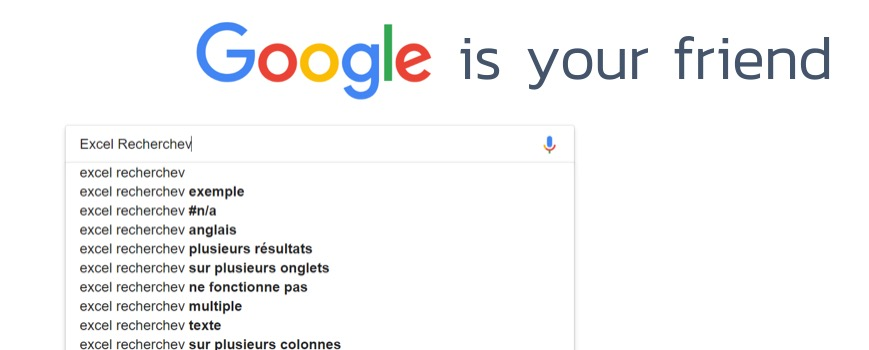 Google is your friend
Excel Recherchev
excel recherchev
excel recherchev exemple
excel recherchev #n/a
excel recherchev anglais
excel recherchev plusieurs résultats
excel recherchev sur plusieurs onglets
excel recherchev ne fonctionne pas
excel recherchev multiple
excel recherchev texte
excel recherchev sur plusieurs colonnes